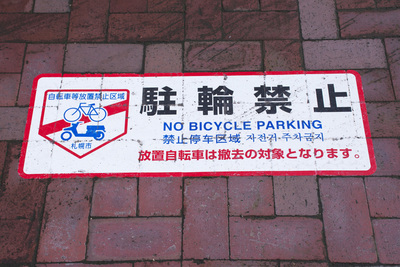 自転車等放置禁止区域
札幌市
駐輪禁止
NO BICYCLE PARKING
禁止停车区域 자전거·주차금지
放置自転車は撤去の対象となります。